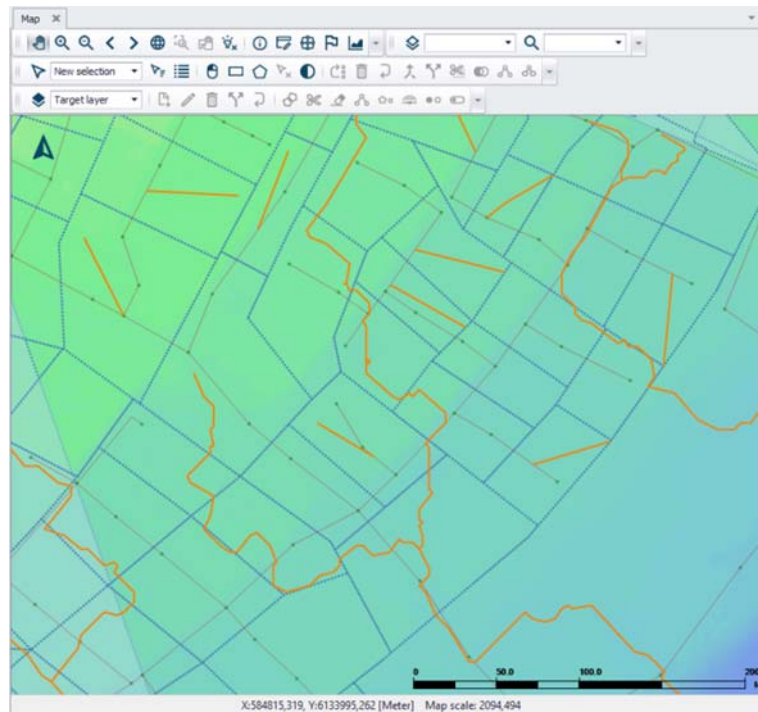 Map
New selection
Target layer
0 50.0 100.0 200
X:584815,319, Y:6133995,262 [Meter] Map scale: 2094,494